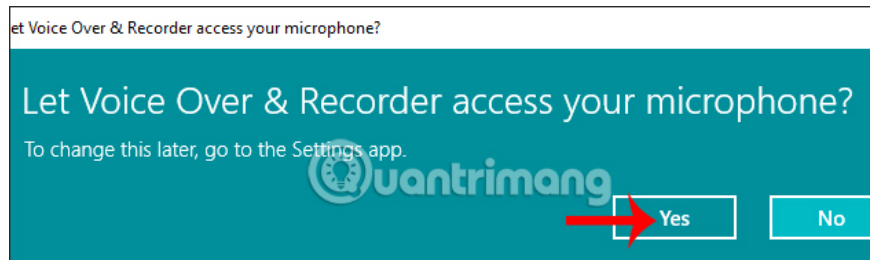 et Voice Over & Recorder access your microphone?
Let Voice Over & Recorder access your microphone?
To change this later, go to the Settings app.
Quantrimang
Yes
No